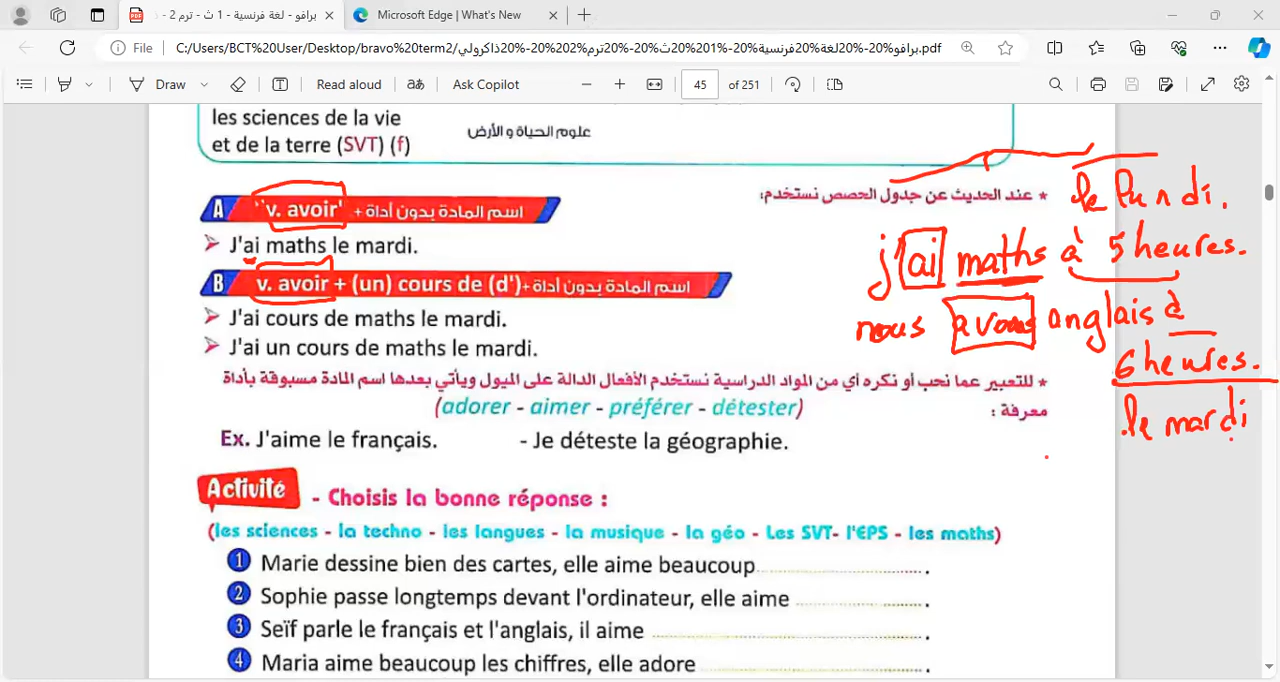 برافو - لغة فرنسية - 1 ث - ترم 2 -
Microsoft Edge | What's New
File
C:/Users/BCT%20User/Desktop/bravo%20term2/برافو%20-%20لغة%20فرنسية%20-%201%20ث%20-%20ترم%202%20-%20ذاكرولي.pdf
Draw
Read aloud
aあ
Ask Copilot
45 of 251
les sciences de la vie
et de la terre (SVT) (f)
علوم الحياة و الأرض
* عند الحديث عن جدول الحصص نستخدم:
A v. avoir + اسم المادة بدون أداة
J'ai maths le mardi.
B v. avoir + (un) cours de (d')+ اسم المادة بدون أداة
J'ai cours de maths le mardi.
J'ai un cours de maths le mardi.
le lundi.
j'ai maths à 5 heures.
nous avons anglais à
6 heures.
le mardi
* للتعبير عما نحب أو نكره أي من المواد الدراسية نستخدم الأفعال الدالة على الميول ويأتي بعدها اسم المادة مسبوقة بأداة
معرفة :
(adorer - aimer - préférer - détester)
Ex. J'aime le français. - Je déteste la géographie.
Activité - Choisis la bonne réponse :
(les sciences - la techno - les langues - la musique - la géo - Les SVT- l'EPS - les maths)
1 Marie dessine bien des cartes, elle aime beaucoup .
2 Sophie passe longtemps devant l'ordinateur, elle aime .
3 Seïf parle le français et l'anglais, il aime .
4 Maria aime beaucoup les chiffres, elle adore .